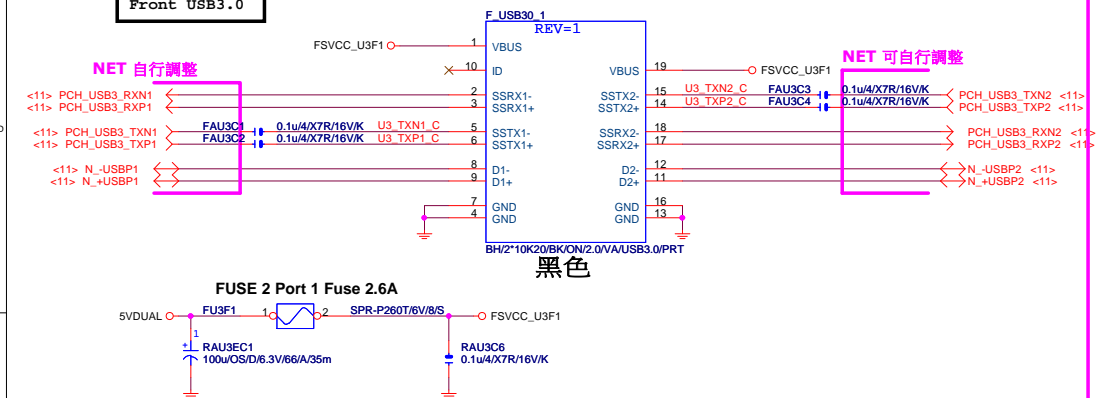 Front USB3.0
F_USB30_1
REV=1
FSVCC_U3F1
1
VBUS
NET 自行調整
10
ID
VBUS
19
FSVCC_U3F1
NET 可自行調整
<11> PCH_USB3_RXN1
2
SSRX1-
SSTX2-
15
U3_TXN2_C
FAU3C3
0.1u/4/X7R/16V/K
PCH_USB3_TXN2 <11>
<11> PCH_USB3_RXP1
3
SSRX1+
SSTX2+
14
U3_TXP2_C
FAU3C4
0.1u/4/X7R/16V/K
PCH_USB3_TXP2 <11>
<11> PCH_USB3_TXN1
FAU3C1
0.1u/4/X7R/16V/K
U3_TXN1_C
5
SSTX1-
SSRX2-
18
PCH_USB3_RXN2 <11>
<11> PCH_USB3_TXP1
FAU3C2
0.1u/4/X7R/16V/K
U3_TXP1_C
6
SSTX1+
SSRX2+
17
PCH_USB3_RXP2 <11>
<11> N_-USBP1
8
D1-
D2-
12
N_-USBP2 <11>
<11> N_+USBP1
9
D1+
D2+
11
N_+USBP2 <11>
7
GND
GND
16
4
GND
GND
13
BH/2*10K20/BK/ON/2.0/VA/USB3.0/PRT
黑色
FUSE 2 Port 1 Fuse 2.6A
5VDUAL
FU3F1
1
2
SPR-P260T/6V/8/S
FSVCC_U3F1
1
+
RAU3EC1
100u/OS/D/6.3V/66/A/35m
RAU3C6
0.1u/4/X7R/16V/K